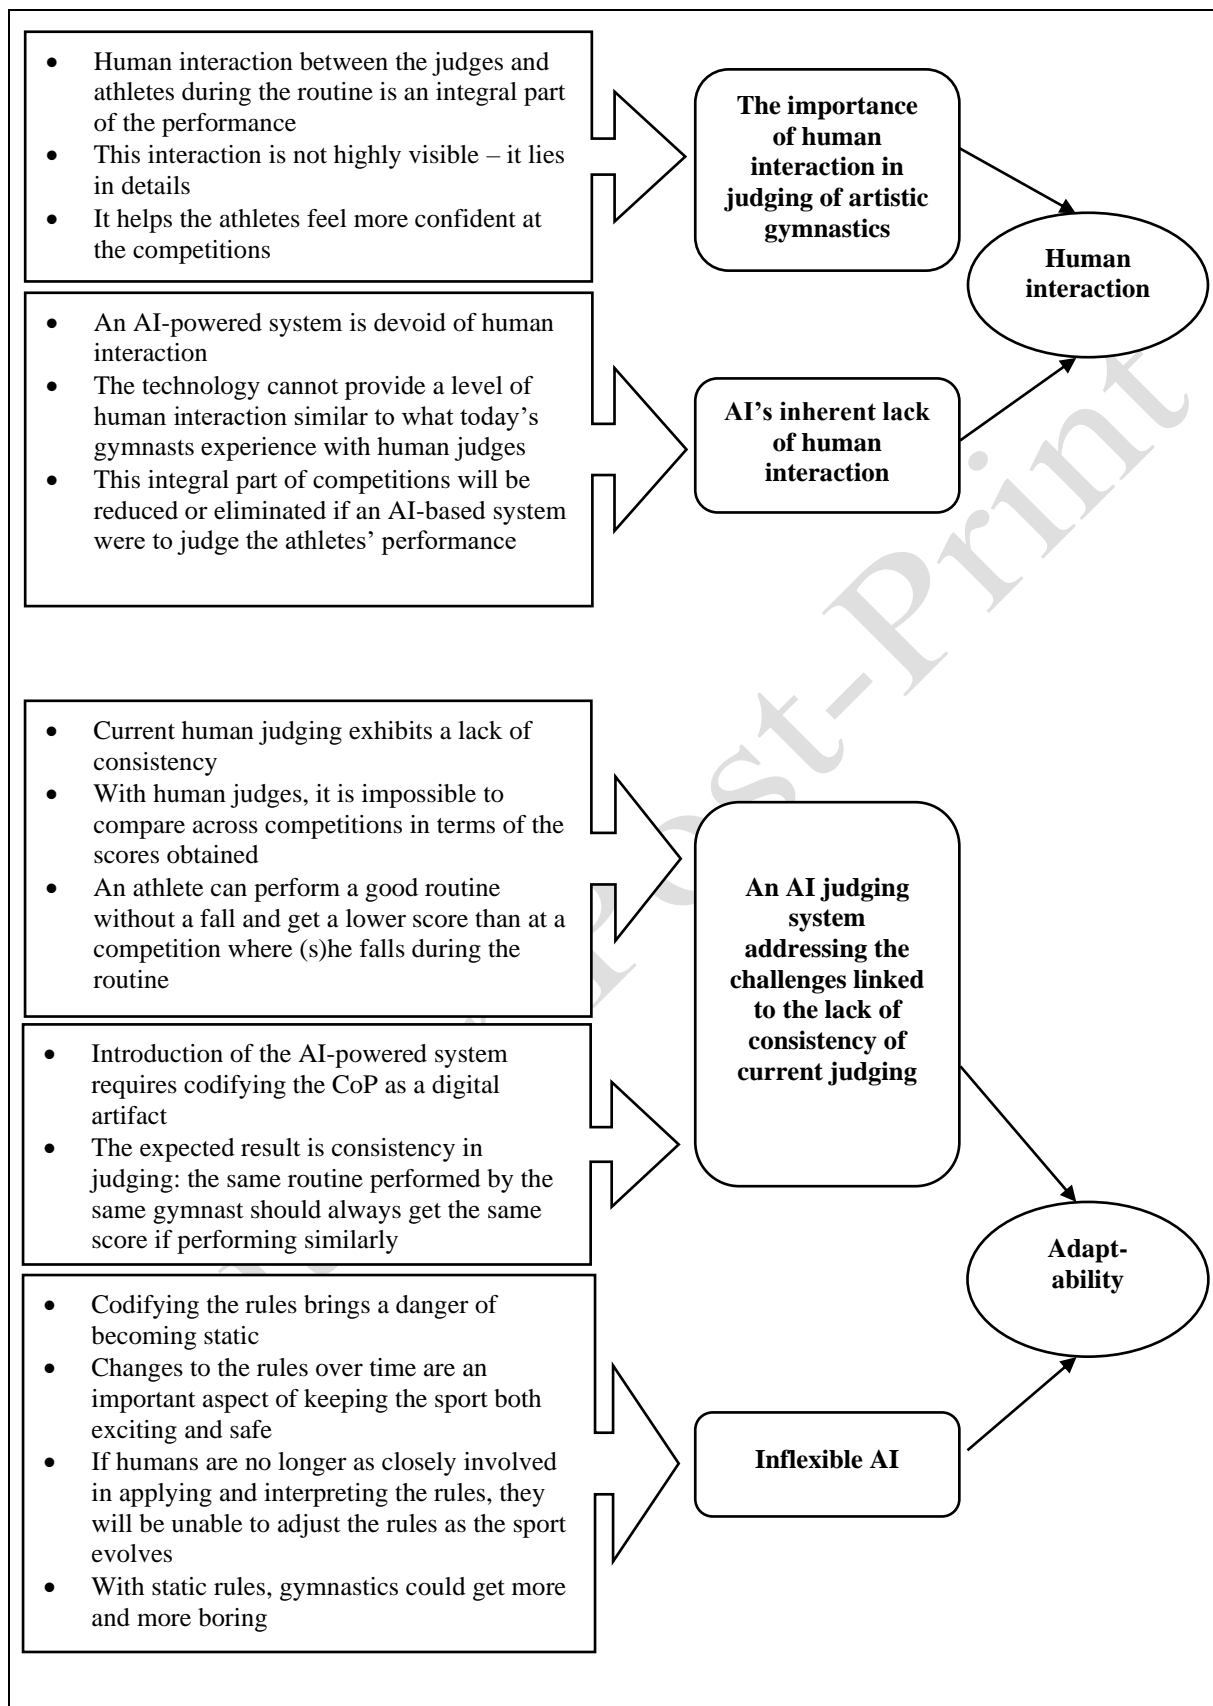 • Human interaction between the judges and
athletes during the routine is an integral part
of the performance
• This interaction is not highly visible – it lies
in details
• It helps the athletes feel more confident at
the competitions
The importance
of human
interaction in
judging of artistic
gymnastics
Human
interaction
• An AI-powered system is devoid of human
interaction
• The technology cannot provide a level of
human interaction similar to what today's
gymnasts experience with human judges
• This integral part of competitions will be
reduced or eliminated if an AI-based system
were to judge the athletes' performance
AI's inherent lack
of human
interaction
• Current human judging exhibits a lack of
consistency
• With human judges, it is impossible to
compare across competitions in terms of the
scores obtained
• An athlete can perform a good routine
without a fall and get a lower score than at a
competition where (s)he falls during the
routine
An AI judging
system
addressing the
challenges linked
to the lack of
consistency of
current judging
• Introduction of the AI-powered system
requires codifying the CoP as a digital
artifact
• The expected result is consistency in
judging: the same routine performed by the
same gymnast should always get the same
score if performing similarly
Adapt-
ability
• Codifying the rules brings a danger of
becoming static
• Changes to the rules over time are an
important aspect of keeping the sport both
exciting and safe
• If humans are no longer as closely involved
in applying and interpreting the rules, they
will be unable to adjust the rules as the sport
evolves
• With static rules, gymnastics could get more
and more boring
Inflexible AI
Post-Print